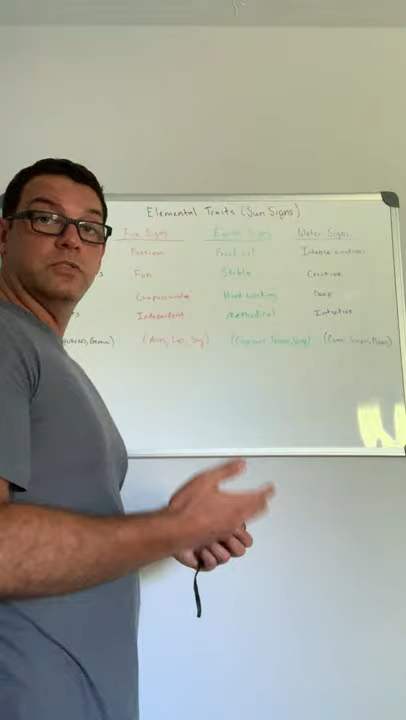 Elemental Traits (Sun Signs)
Fire Signs Earth Signs Water Signs
Passion Practical Intense emotions
Fun Stable Creative
Compassionate Hard working Deep
Independent Methodical Intuitive
Gemini) (Aries, Leo, Sag) (Capricorn, Taurus, Virgo) (Cancer, Scorpio, Pisces)